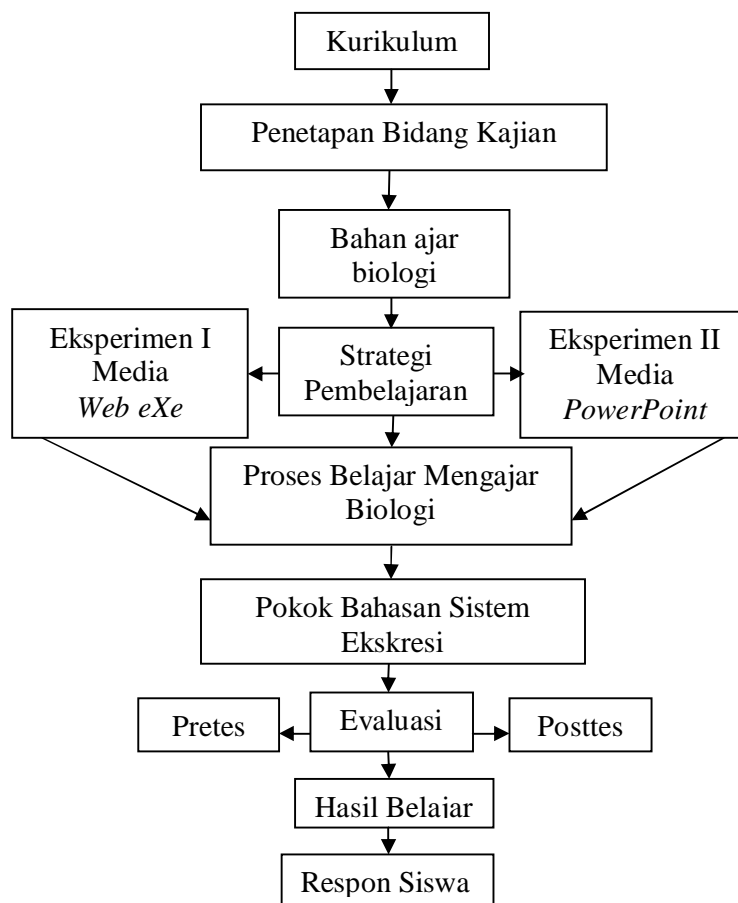 Kurikulum
Penetapan Bidang Kajian
Bahan ajar
biologi
Eksperimen I
Media
Web eXe
Strategi
Pembelajaran
Eksperimen II
Media
PowerPoint
Proses Belajar Mengajar
Biologi
Pokok Bahasan Sistem
Ekskresi
Pretes
Evaluasi
Posttes
Hasil Belajar
Respon Siswa